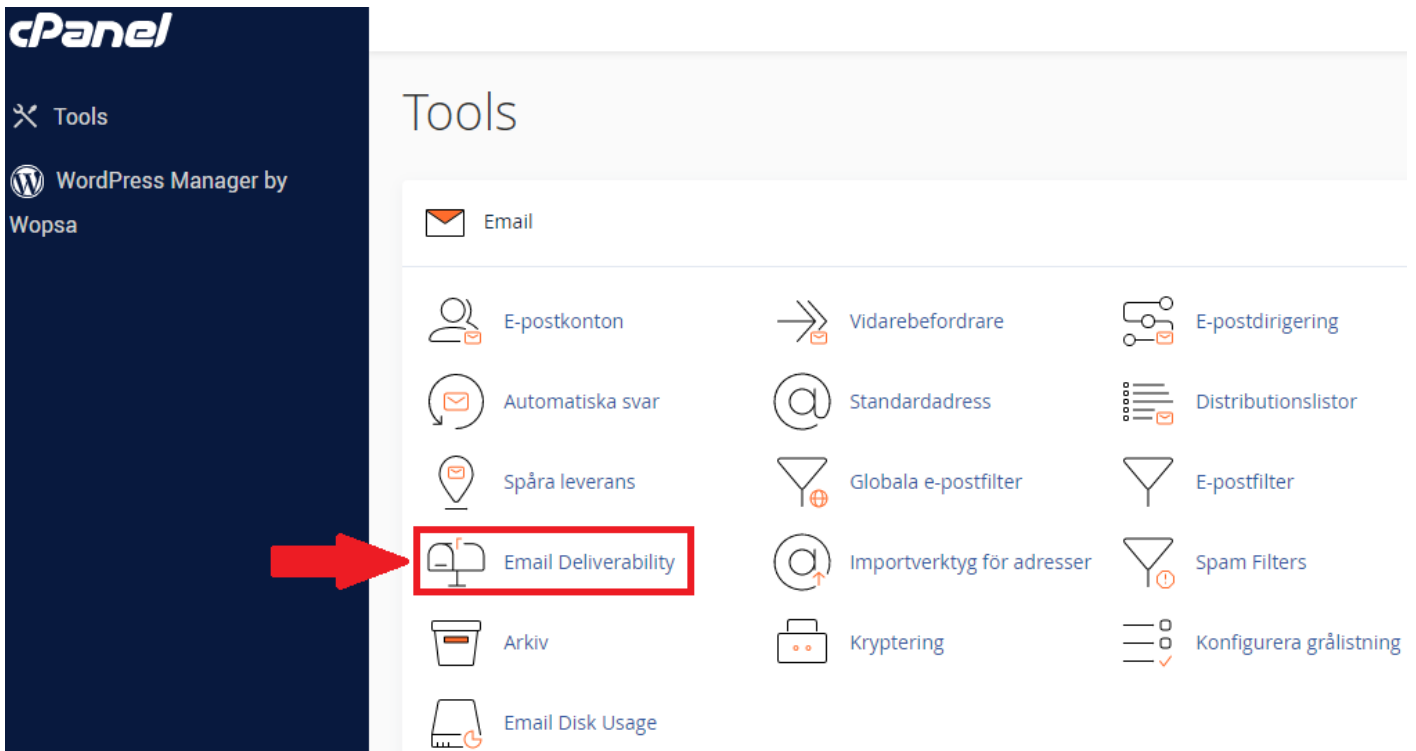 cPanel
Tools
WordPress Manager by
Wopsa
Tools
Email
E-postkonton
Vidarebefordrare
E-postdirigering
Automatiska svar
Standardadress
Distributionslistor
Spåra leverans
Globala e-postfilter
E-postfilter
Email Deliverability
Importverktyg för adresser
Spam Filters
Arkiv
Kryptering
Konfigurera grålistning
Email Disk Usage